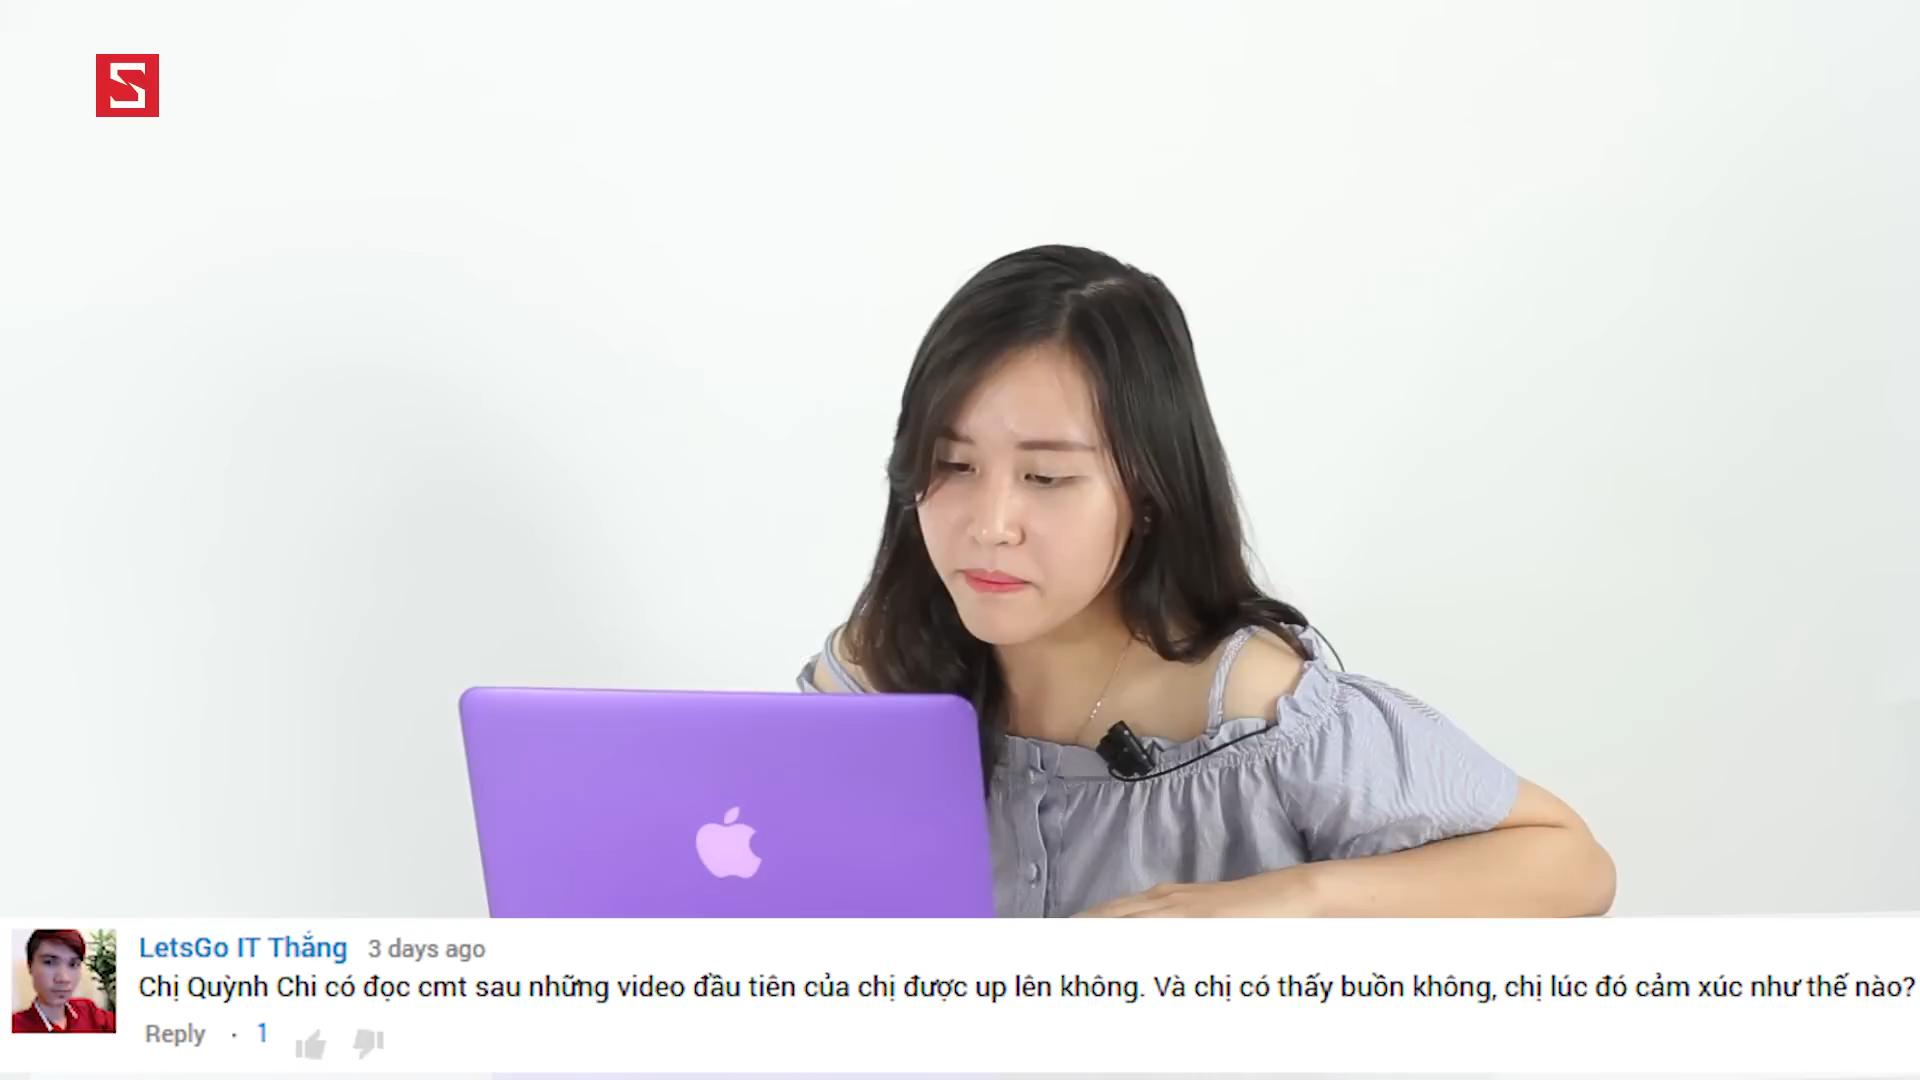 S
LetsGo IT Thắng 3 days ago
Chị Quỳnh Chi có đọc cmt sau những video đầu tiên của chị được up lên không. Và chị có thấy buồn không, chị lúc đó cảm xúc như thế nào?
Reply · 1